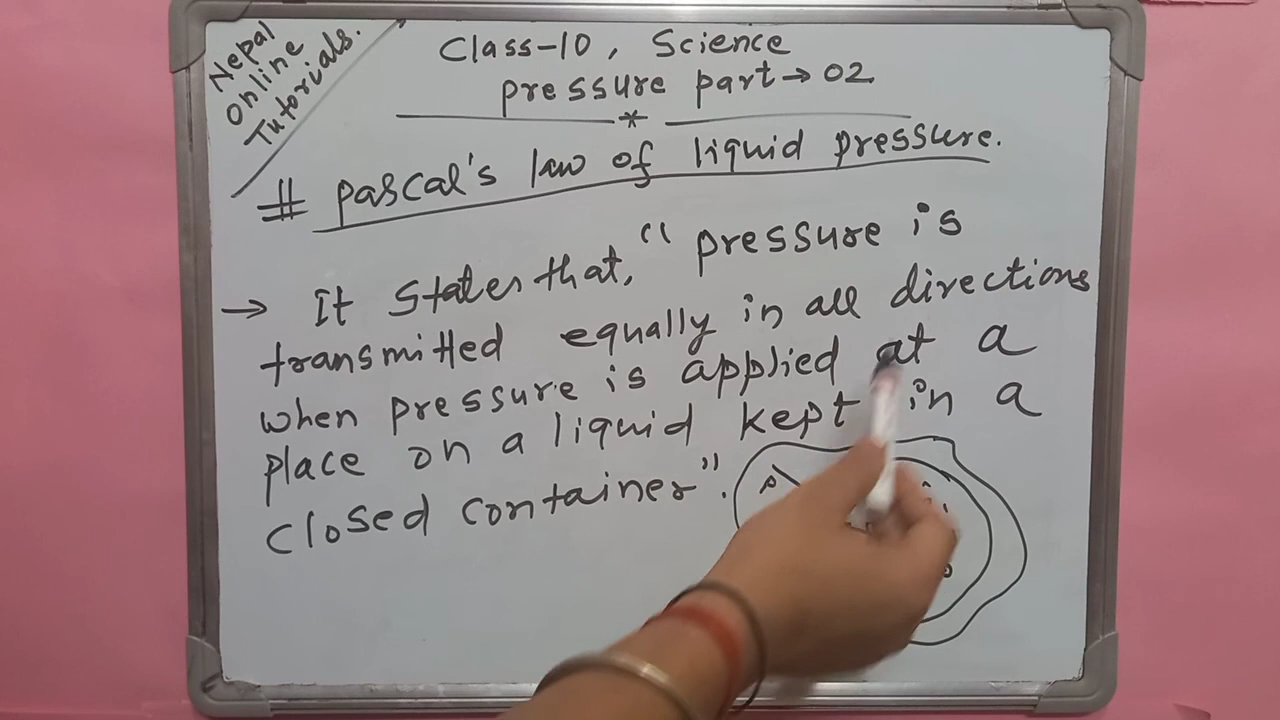 Nepal
Online
Tutorials.
Class-10, Science
pressure part → 02
*
# pascal's law of liquid pressure.
→ It states that, "pressure is
transmitted equally in all directions
when pressure is applied at a
place on a liquid kept in a
closed container".